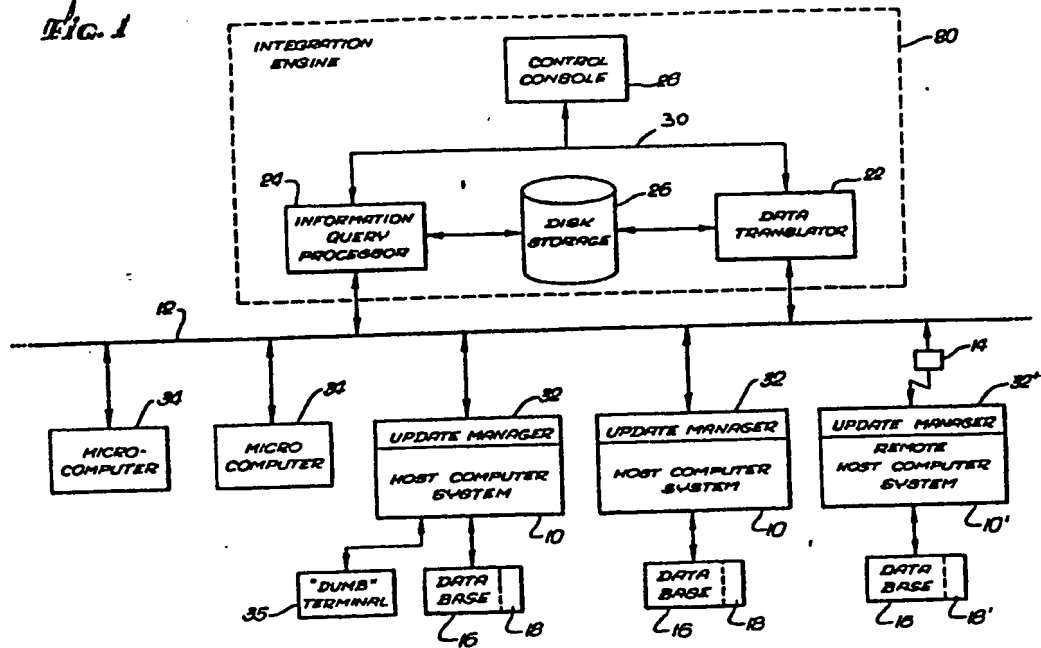 Fig. 1
INTEGRATION
ENGINE
80
CONTROL
CONSOLE
28
30
24
INFORMATION
QUERY
PROCESSOR
26
DISK
STORAGE
22
DATA
TRANSLATOR
12
14
34
MICRO-
COMPUTER
34
MICRO
COMPUTER
32
UPDATE MANAGER
HOST COMPUTER
SYSTEM
10
32
UPDATE MANAGER
HOST COMPUTER
SYSTEM
10
32'
UPDATE MANAGER
REMOTE
HOST COMPUTER
SYSTEM
10'
35
"DUMB"
TERMINAL
DATA
BASE
16
18
DATA
BASE
16
18
DATA
BASE
16
18'